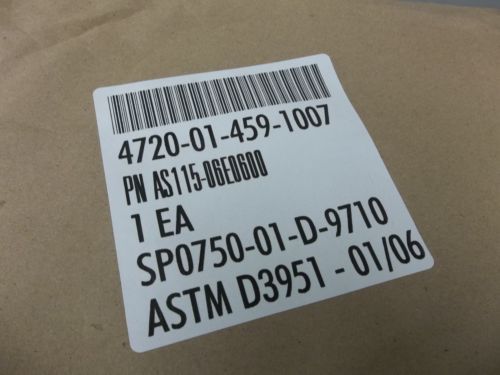 4720-01-459-1007
PN AS115-06E0600
1 EA
SP0750-01-D-9710
ASTM D3951 - 01/06